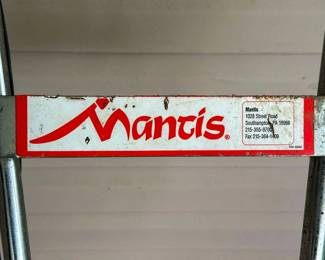 Mantis®
Mantis
1028 Street Road
Southampton, PA 18966
215-355-9700
Fax 215-364-1409